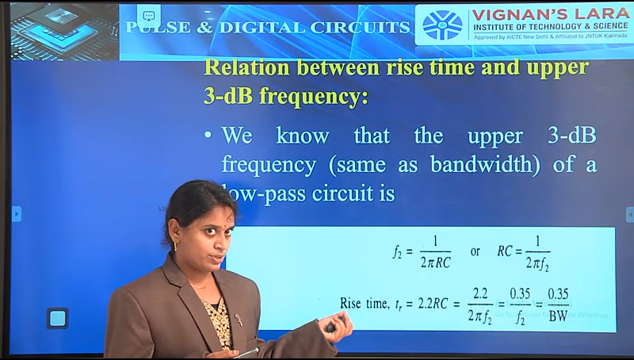 PULSE & DIGITAL CIRCUITS
VIGNAN'S LARA
INSTITUTE OF TECHNOLOGY & SCIENCE
Approved by AICTE New Delhi & Affiliated to JNTUK Kakinada
Relation between rise time and upper
3-dB frequency:
• We know that the upper 3-dB
frequency (same as bandwidth) of a
low-pass circuit is
f₂ = 1/2πRC or RC = 1/2πf₂
Rise time, tᵣ = 2.2RC = 2.2/2πf₂ = 0.35/f₂ = 0.35/BW